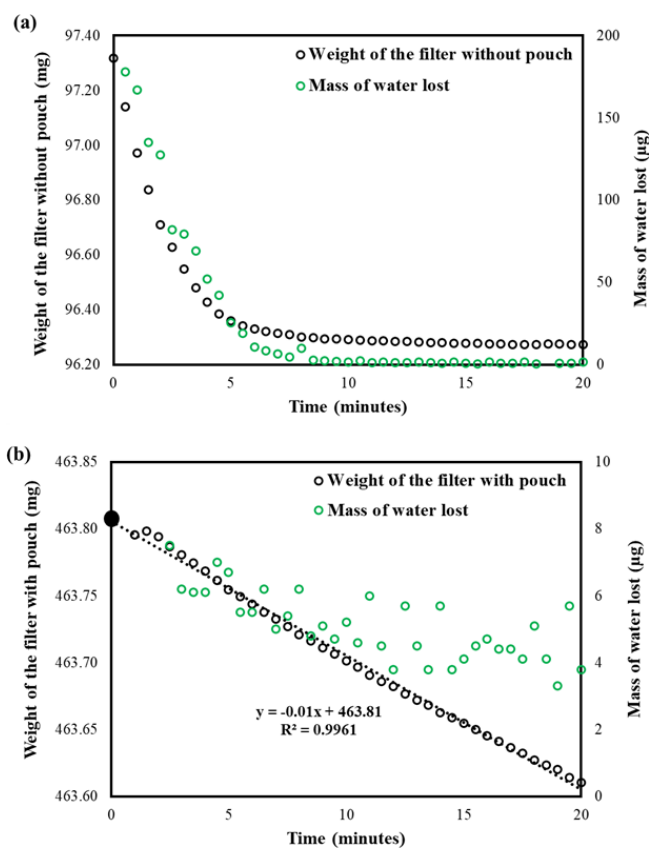 (a)
97.40
97.20
97.00
96.80
96.60
96.40
96.20
Weight of the filter without pouch (mg)
Weight of the filter without pouch
Mass of water lost
200
150
100
50
0
Mass of water lost (µg)
0 5 10 15 20
Time (minutes)
(b)
463.85
463.80
463.75
463.70
463.65
463.60
Weight of the filter with pouch (mg)
Weight of the filter with pouch
Mass of water lost
y = -0.01x + 463.81
R² = 0.9961
10
8
6
4
2
0
Mass of water lost (µg)
0 5 10 15 20
Time (minutes)